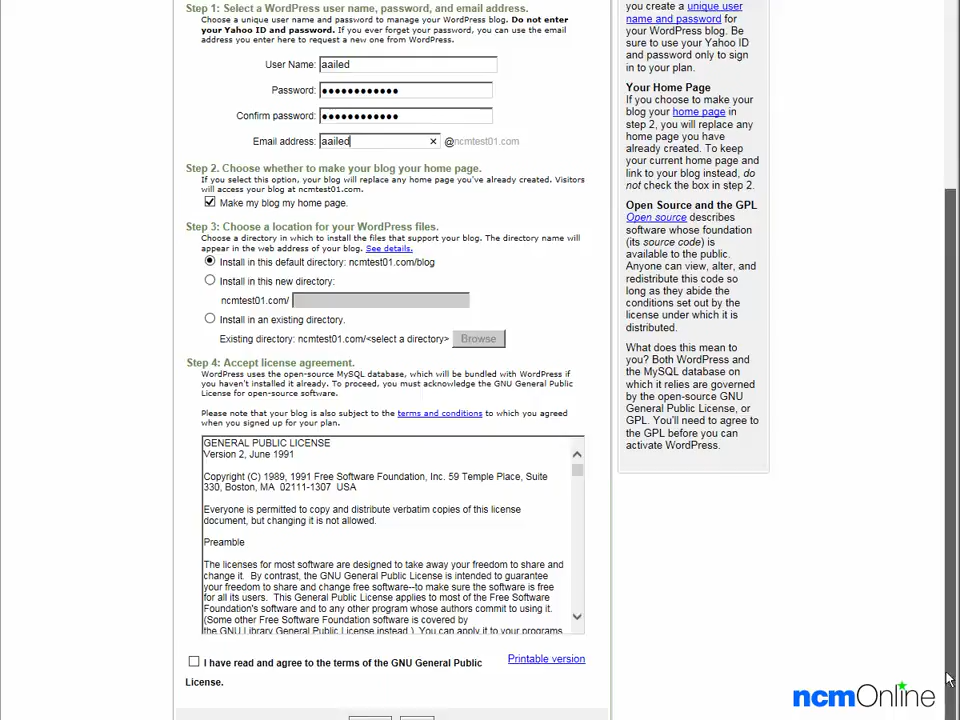 Step 1: Select a WordPress user name, password, and email address.
Choose a unique user name and password to manage your WordPress blog. Do not enter
your Yahoo ID and password. If you ever forget your password, you can use the email
address you enter here to request a new one from WordPress.
User Name: aailed
Password: ●●●●●●●●●●●●
Confirm password: ●●●●●●●●●●●●
Email address: aailed × @ncmtest01.com
Step 2. Choose whether to make your blog your home page.
If you select this option, your blog will replace any home page you've already created. Visitors
will access your blog at ncmtest01.com.
Make my blog my home page.
Step 3: Choose a location for your WordPress files.
Choose a directory in which to install the files that support your blog. The directory name will
appear in the web address of your blog. See details.
Install in this default directory: ncmtest01.com/blog
Install in this new directory:
ncmtest01.com/
Install in an existing directory.
Existing directory: ncmtest01.com/<select a directory> Browse
Step 4: Accept license agreement.
WordPress uses the open-source MySQL database, which will be bundled with WordPress if
you haven't installed it already. To proceed, you must acknowledge the GNU General Public
License for open-source software.
Please note that your blog is also subject to the terms and conditions to which you agreed
when you signed up for your plan.
GENERAL PUBLIC LICENSE
Version 2, June 1991
Copyright (C) 1989, 1991 Free Software Foundation, Inc. 59 Temple Place, Suite
330, Boston, MA 02111-1307 USA
Everyone is permitted to copy and distribute verbatim copies of this license
document, but changing it is not allowed.
Preamble
The licenses for most software are designed to take away your freedom to share and
change it. By contrast, the GNU General Public License is intended to guarantee
your freedom to share and change free software--to make sure the software is free
for all its users. This General Public License applies to most of the Free Software
Foundation's software and to any other program whose authors commit to using it.
(Some other Free Software Foundation software is covered by
the GNU Library General Public License instead.) You can apply it to your programs
I have read and agree to the terms of the GNU General Public
License.
Printable version
you create a unique user
name and password for
your WordPress blog. Be
sure to use your Yahoo ID
and password only to sign
in to your plan.
Your Home Page
If you choose to make your
blog your home page in
step 2, you will replace any
home page you have
already created. To keep
your current home page and
link to your blog instead, do
not check the box in step 2.
Open Source and the GPL
Open source describes
software whose foundation
(its source code) is
available to the public.
Anyone can view, alter, and
redistribute this code so
long as they abide the
conditions set out by the
license under which it is
distributed.
What does this mean to
you? Both WordPress and
the MySQL database on
which it relies are governed
by the open-source GNU
General Public License, or
GPL. You'll need to agree to
the GPL before you can
activate WordPress.
ncmOnline